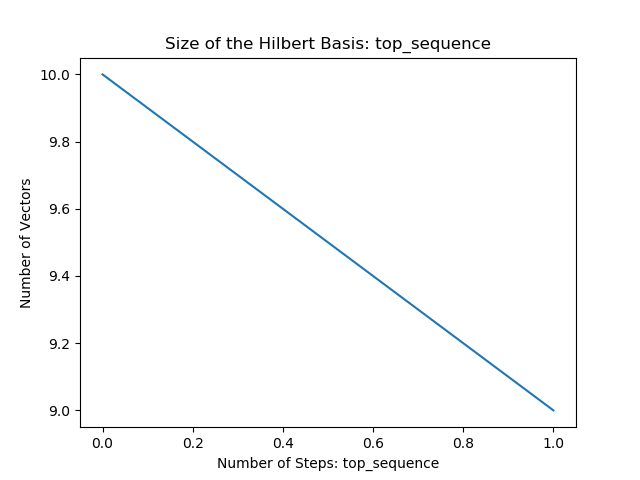 Size of the Hilbert Basis: top_sequence
10.0
9.8
9.6
9.4
9.2
9.0
Number of Vectors
0.0 0.2 0.4 0.6 0.8 1.0
Number of Steps: top_sequence